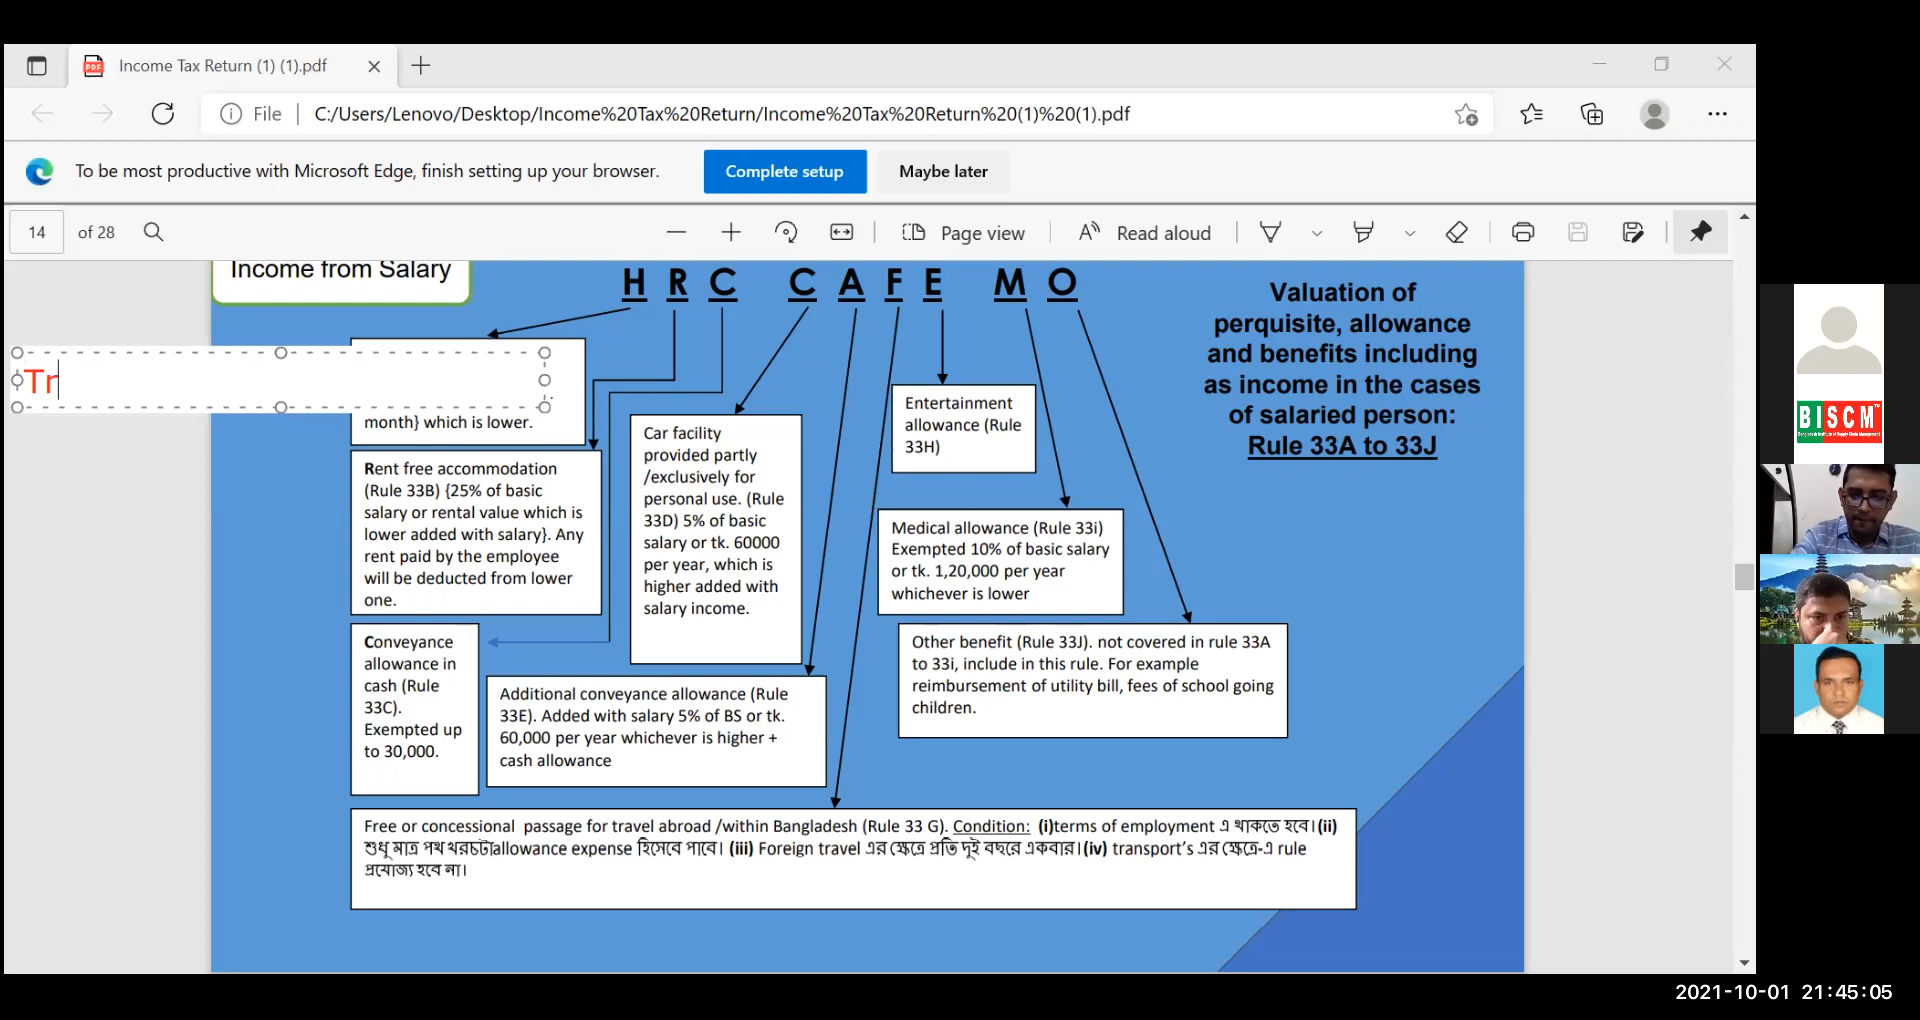 Income Tax Return (1) (1).pdf
File
C:/Users/Lenovo/Desktop/Income%20Tax%20Return/Income%20Tax%20Return%20(1)%20(1).pdf
To be most productive with Microsoft Edge, finish setting up your browser.
Complete setup
Maybe later
14 of 28
Page view
Read aloud
Income from Salary
H R C C A F E M O
Valuation of
perquisite, allowance
and benefits including
as income in the cases
of salaried person:
Rule 33A to 33J
Tr
month} which is lower.
Rent free accommodation
(Rule 33B) {25% of basic
salary or rental value which is
lower added with salary}. Any
rent paid by the employee
will be deducted from lower
one.
Conveyance
allowance in
cash (Rule
33C).
Exempted up
to 30,000.
Car facility
provided partly
/exclusively for
personal use. (Rule
33D) 5% of basic
salary or tk. 60000
per year, which is
higher added with
salary income.
Additional conveyance allowance (Rule
33E). Added with salary 5% of BS or tk.
60,000 per year whichever is higher +
cash allowance
Entertainment
allowance (Rule
33H)
Medical allowance (Rule 33i)
Exempted 10% of basic salary
or tk. 1,20,000 per year
whichever is lower
Other benefit (Rule 33J). not covered in rule 33A
to 33i, include in this rule. For example
reimbursement of utility bill, fees of school going
children.
Free or concessional passage for travel abroad /within Bangladesh (Rule 33 G). Condition: (i)terms of employment এ থাকতে হবে। (ii)
শুধু মাত্র পথ খরচটাallowance expense হিসেবে পাবে। (iii) Foreign travel এর ক্ষেত্রে প্রতি দুই বছরে একবার। (iv) transport's এর ক্ষেত্রে-এ rule
প্রযোজ্য হবে না।
BISCM
2021-10-01 21:45:05